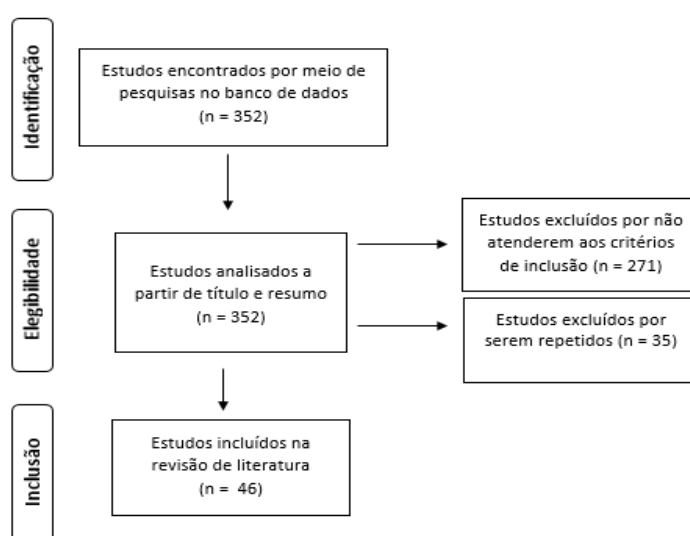 Identificação
Estudos encontrados por meio de
pesquisas no banco de dados
(n = 352)
Elegibilidade
Estudos analisados a
partir de título e resumo
(n = 352)
Estudos excluídos por não
atenderem aos critérios
de inclusão (n = 271)
Estudos excluídos por
serem repetidos (n = 35)
Inclusão
Estudos incluídos na
revisão de literatura
(n = 46)